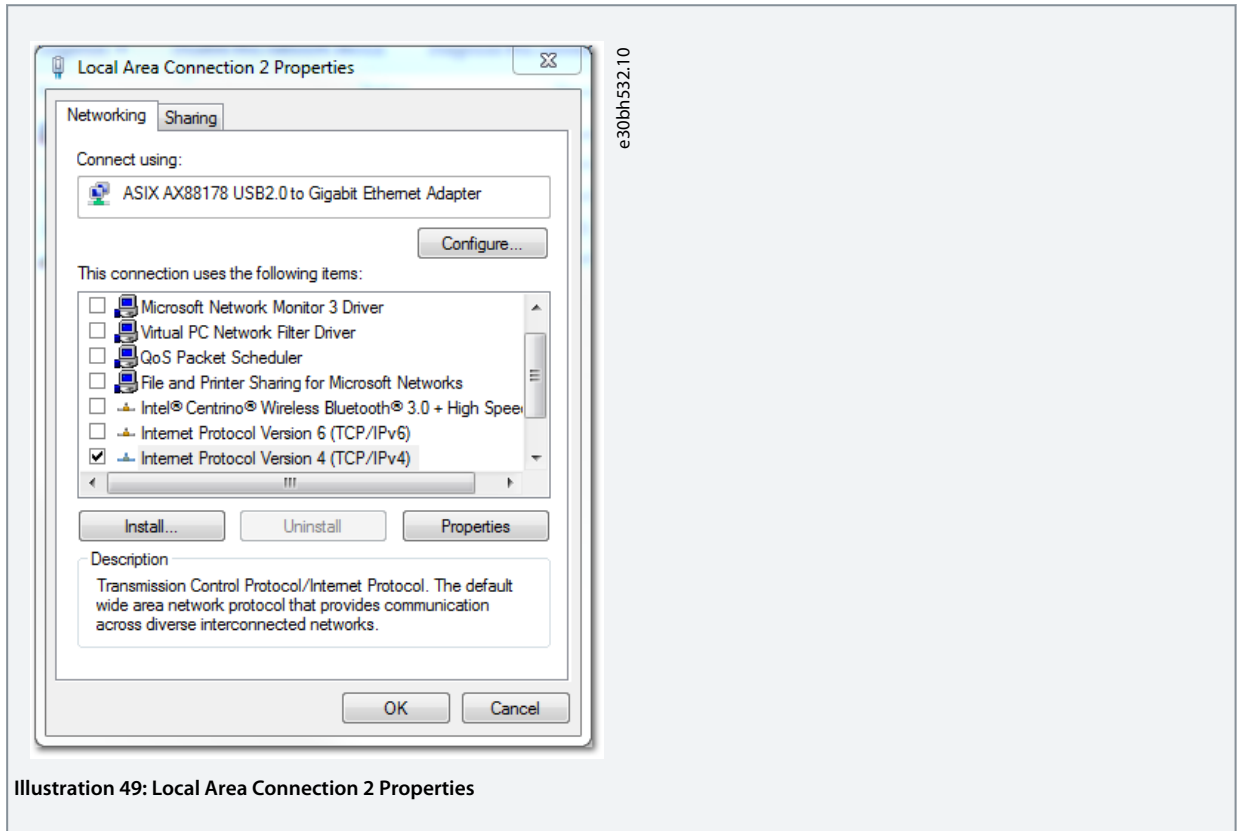 Local Area Connection 2 Properties
Networking
Sharing
Connect using:
ASIX AX88178 USB2.0 to Gigabit Ethernet Adapter
Configure...
This connection uses the following items:
Microsoft Network Monitor 3 Driver
Virtual PC Network Filter Driver
QoS Packet Scheduler
File and Printer Sharing for Microsoft Networks
Intel® Centrino® Wireless Bluetooth® 3.0 + High Speed
Internet Protocol Version 6 (TCP/IPv6)
Internet Protocol Version 4 (TCP/IPv4)
Install...
Uninstall
Properties
Description
Transmission Control Protocol/Internet Protocol. The default
wide area network protocol that provides communication
across diverse interconnected networks.
OK
Cancel
e30bh532.10
Illustration 49: Local Area Connection 2 Properties